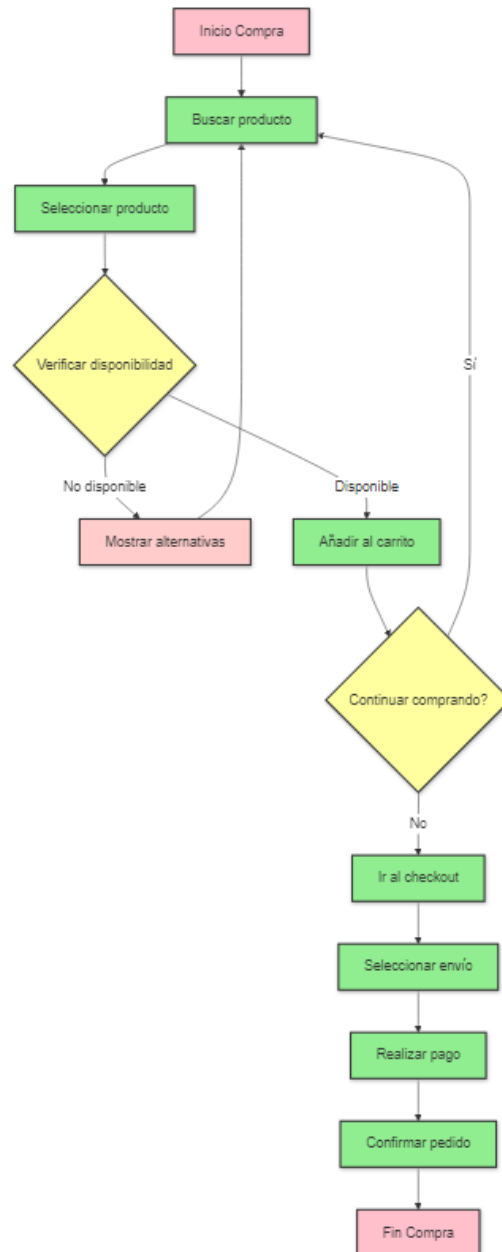 Inicio Compra
Buscar producto
Seleccionar producto
Verificar disponibilidad
Sí
No disponible
Disponible
Mostrar alternativas
Añadir al carrito
Continuar comprando?
No
Ir al checkout
Seleccionar envío
Realizar pago
Confirmar pedido
Fin Compra